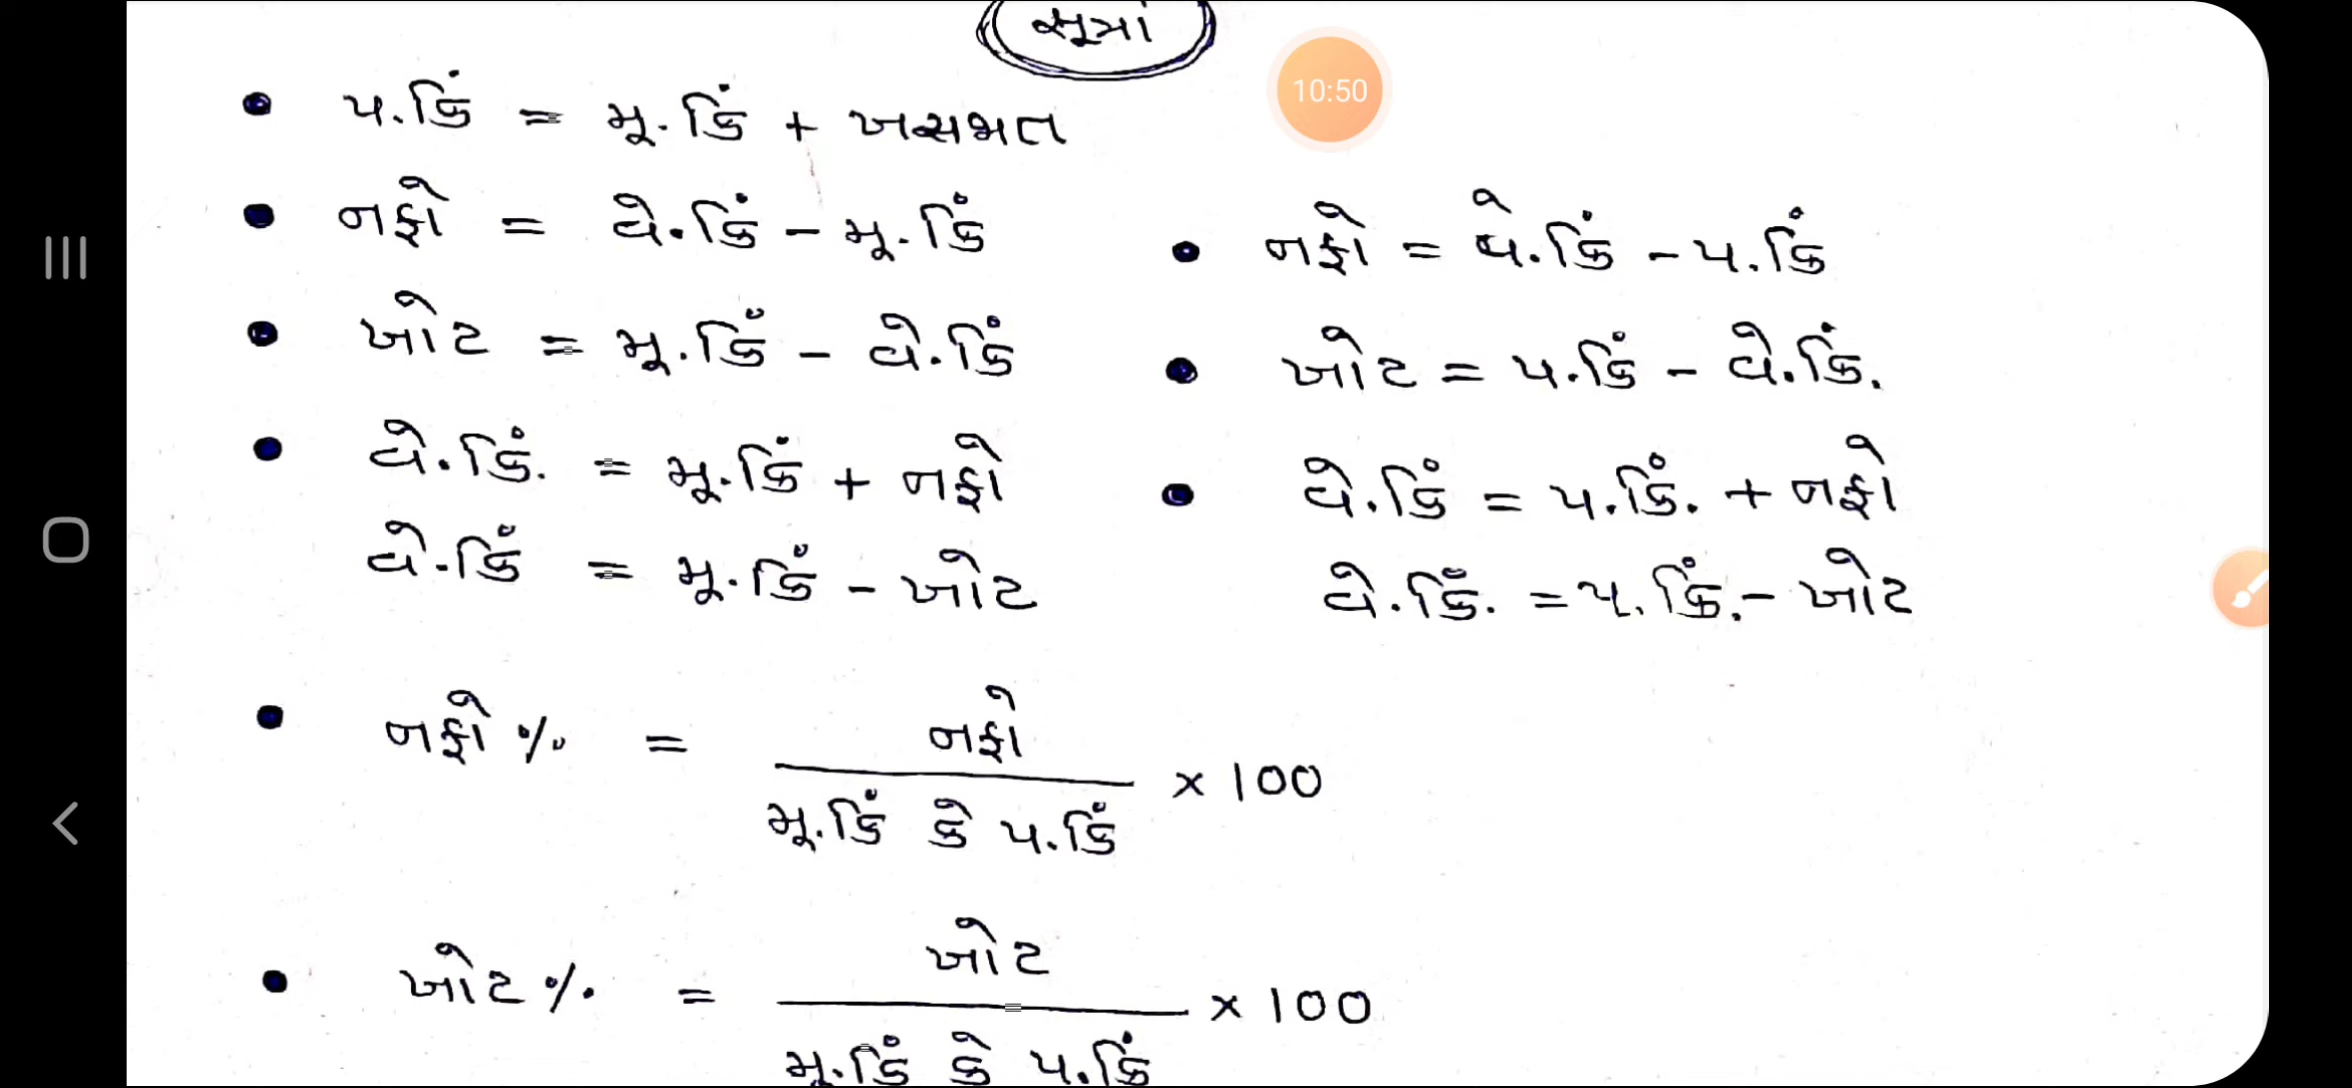 સૂત્રો
10:50
• પ.કિં = મૂ.કિં + ખરાજાત
• નફો = વે.કિં - મૂ.કિં
• નફો = વે.કિં - પ.કિં
• ખોટ = મૂ.કિં - વે.કિં
• ખોટ = પ.કિં - વે.કિં.
• વે.કિં. = મૂ.કિં + નફો
• વે.કિં = પ.કિં. + નફો
વે.કિં = મૂ.કિં - ખોટ
વે.કિં. = પ.કિં. - ખોટ
• નફો % = નફો / મૂ.કિં કે પ.કિં × 100
• ખોટ % = ખોટ / મૂ.કિં કે પ.કિં × 100